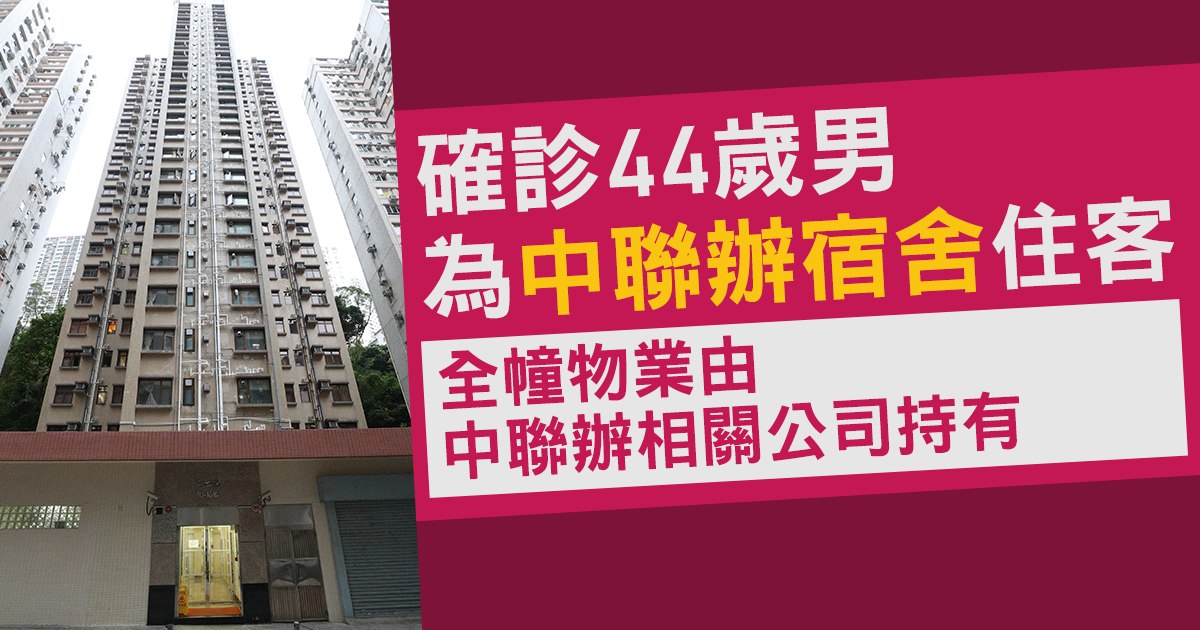 確診44歲男
為中聯辦宿舍住客
全幢物業由
中聯辦相關公司持有